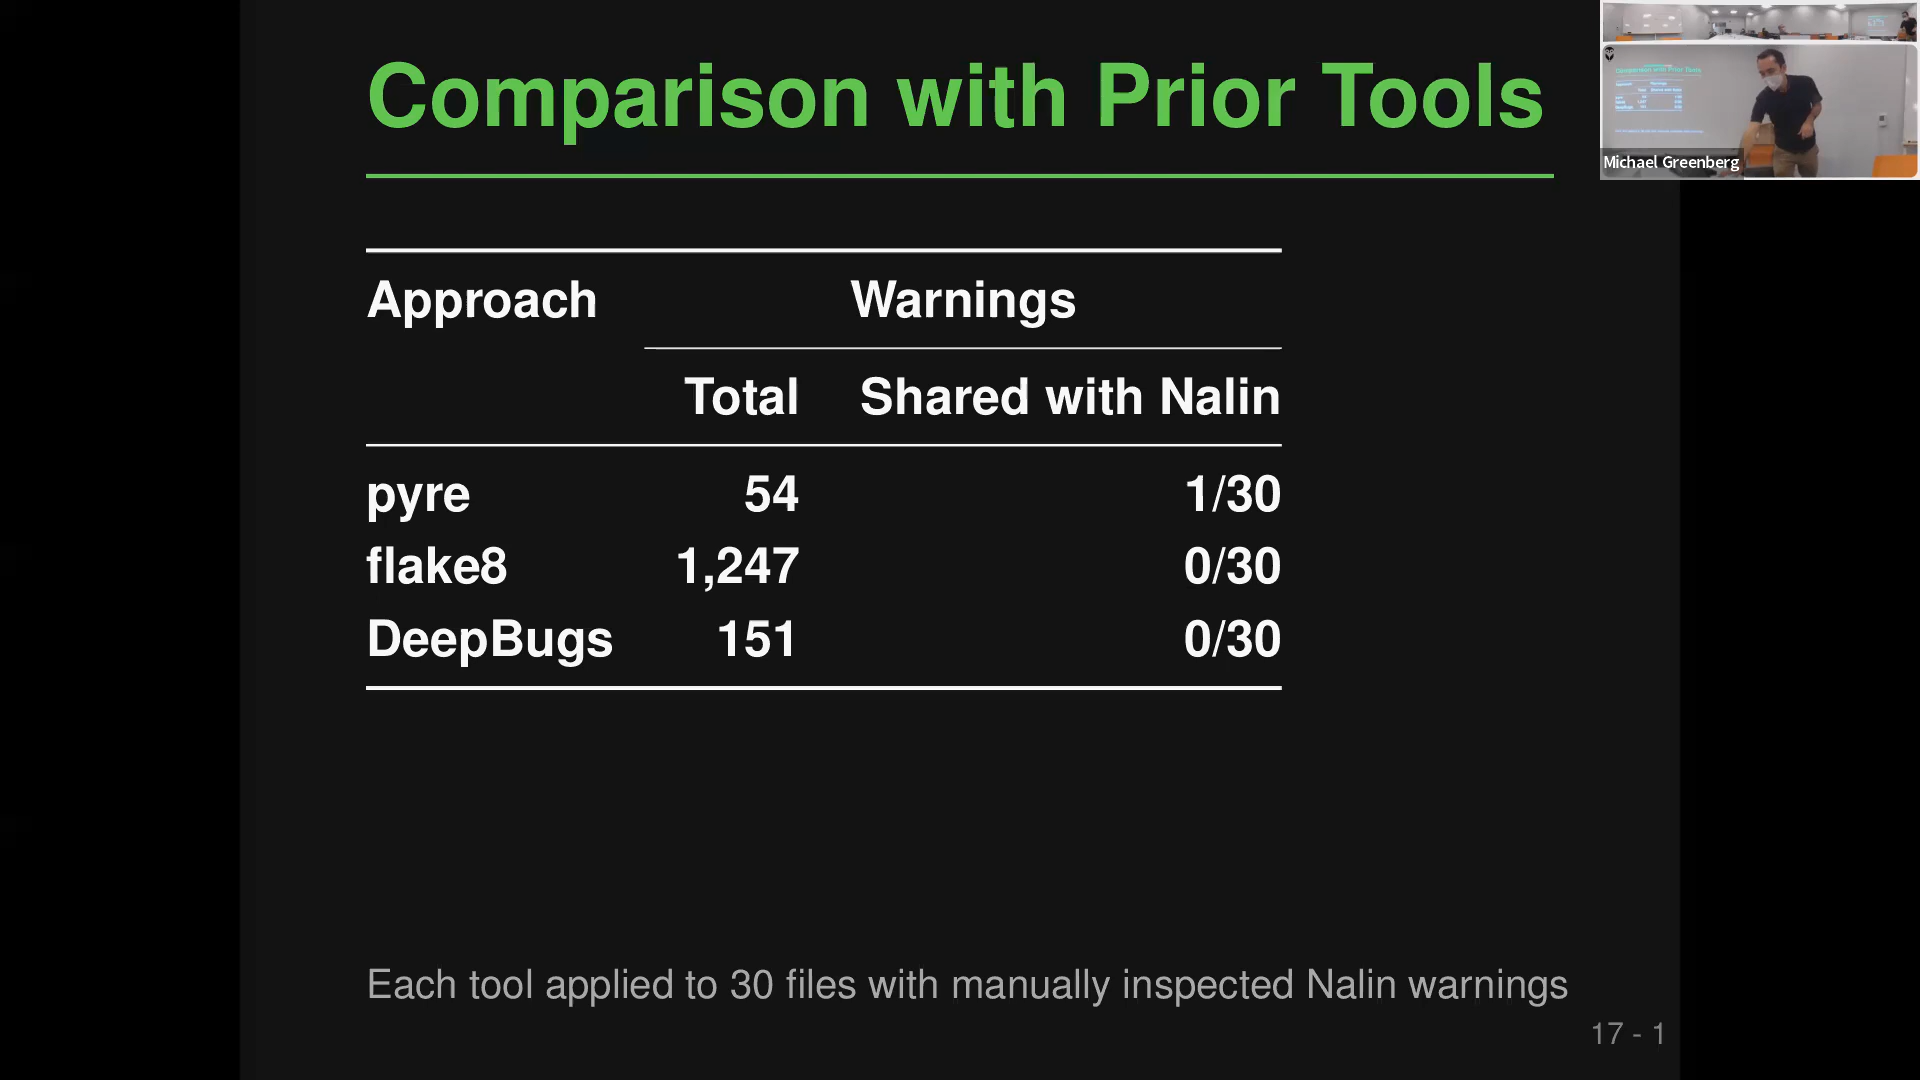 Comparison with Prior Tools
Michael Greenberg
Approach Warnings
Total Shared with Nalin
pyre 54 1/30
flake8 1,247 0/30
DeepBugs 151 0/30
Each tool applied to 30 files with manually inspected Nalin warnings
17 - 1